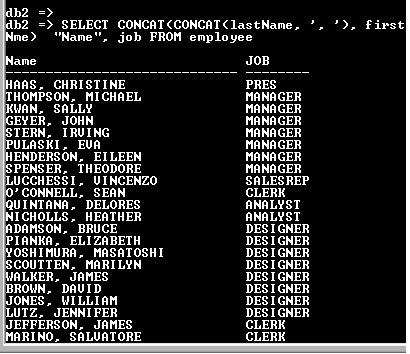 db2 =>
db2 => SELECT CONCAT(CONCAT(lastName, ', '), first
Nme)  "Name", job FROM employee
Name                           JOB
------------------------------ --------
HAAS, CHRISTINE                PRES
THOMPSON, MICHAEL              MANAGER
KWAN, SALLY                    MANAGER
GEYER, JOHN                    MANAGER
STERN, IRVING                  MANAGER
PULASKI, EVA                   MANAGER
HENDERSON, EILEEN              MANAGER
SPENSER, THEODORE              MANAGER
LUCCHESSI, VINCENZO            SALESREP
O'CONNELL, SEAN                CLERK
QUINTANA, DELORES              ANALYST
NICHOLLS, HEATHER              ANALYST
ADAMSON, BRUCE                 DESIGNER
PIANKA, ELIZABETH              DESIGNER
YOSHIMURA, MASATOSHI           DESIGNER
SCOUTTEN, MARILYN              DESIGNER
WALKER, JAMES                  DESIGNER
BROWN, DAVID                   DESIGNER
JONES, WILLIAM                 DESIGNER
LUTZ, JENNIFER                 DESIGNER
JEFFERSON, JAMES               CLERK
MARINO, SALVATORE              CLERK